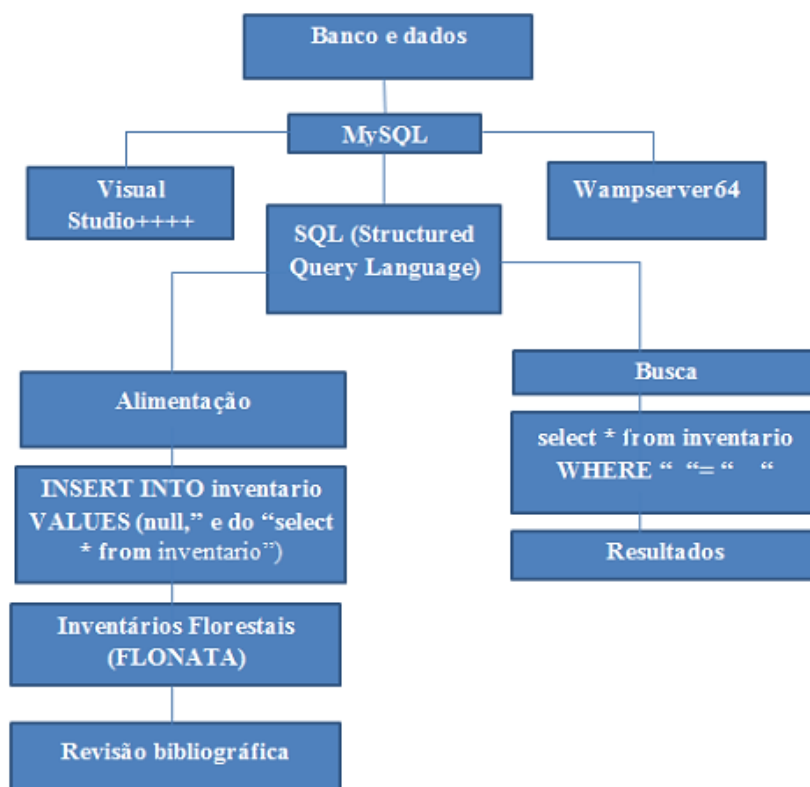 Banco e dados
MySQL
Visual
Studio++++
Wampserver64
SQL (Structured
Query Language)
Alimentação
INSERT INTO inventario
VALUES (null,” e do “select
* from inventario”)
Inventários Florestais
(FLONATA)
Revisão bibliográfica
Busca
select * from inventario
WHERE “ “= “ “
Resultados